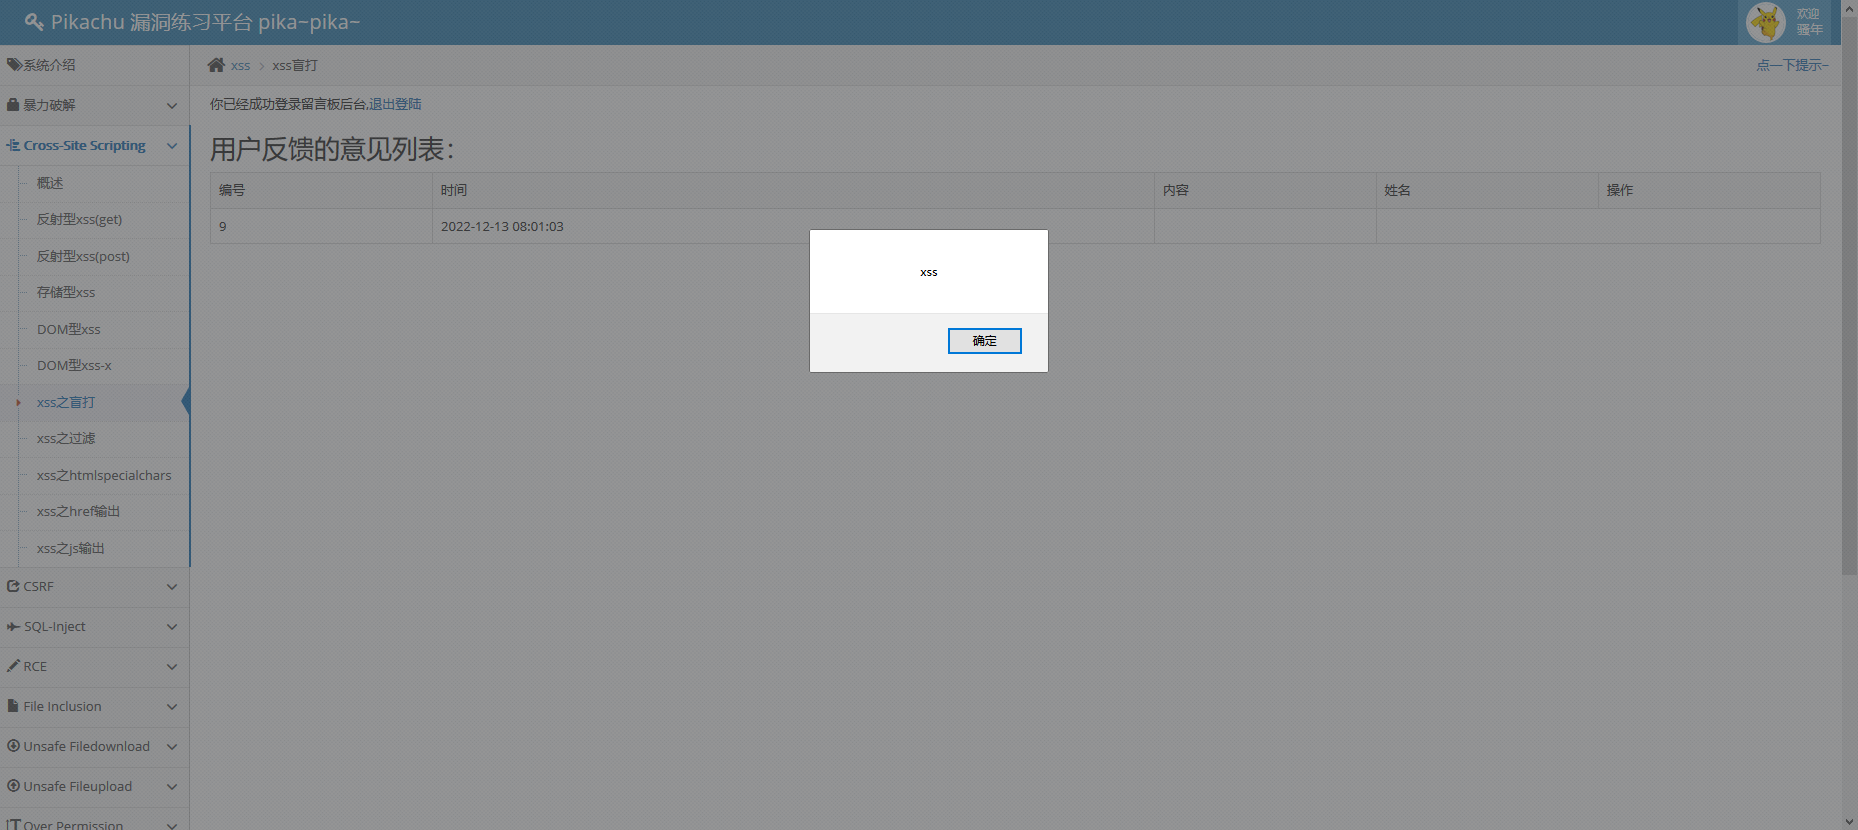 Pikachu 漏洞练习平台 pika~pika~
欢迎
骚年
系统介绍
暴力破解
Cross-Site Scripting
概述
反射型xss(get)
反射型xss(post)
存储型xss
DOM型xss
DOM型xss-x
xss之盲打
xss之过滤
xss之htmlspecialchars
xss之href输出
xss之js输出
CSRF
SQL-Inject
RCE
File Inclusion
Unsafe Filedownload
Unsafe Fileupload
Over Permission
xss > xss盲打
点一下提示~
你已经成功登录留言板后台,退出登陆
用户反馈的意见列表：
编号 时间 内容 姓名 操作
9 2022-12-13 08:01:03
xss
确定